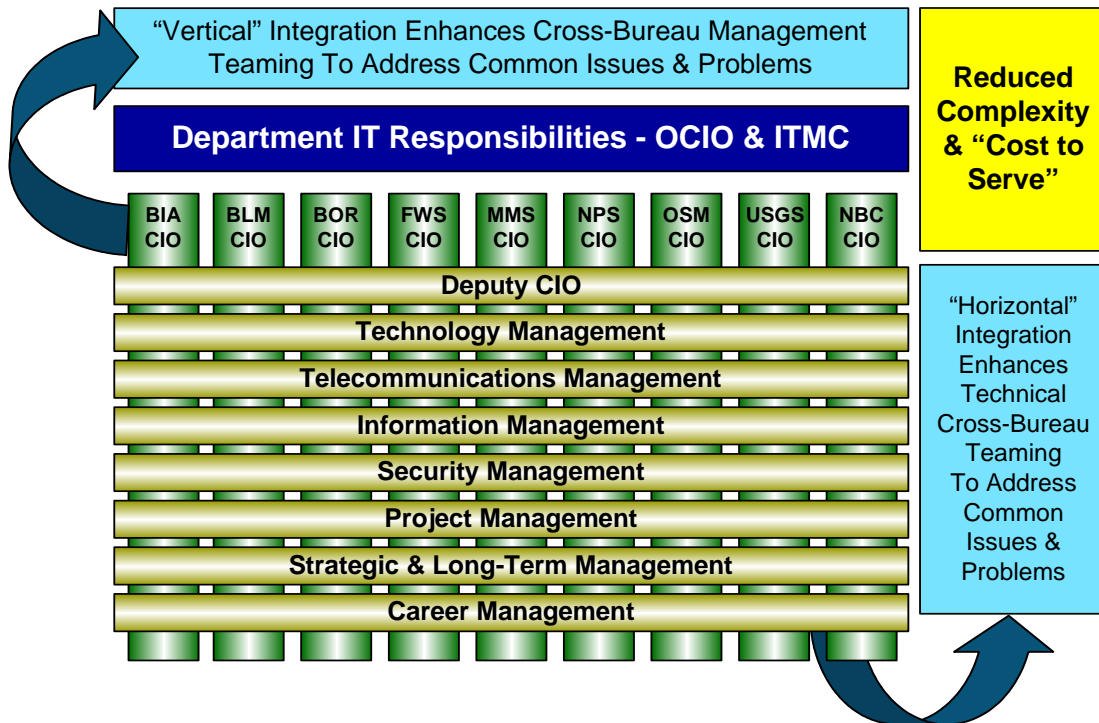 “Vertical” Integration Enhances Cross-Bureau Management
Teaming To Address Common Issues & Problems
Reduced
Complexity
& “Cost to
Serve”
Department IT Responsibilities - OCIO & ITMC
BIA
CIO
BLM
CIO
BOR
CIO
FWS
CIO
MMS
CIO
NPS
CIO
OSM
CIO
USGS
CIO
NBC
CIO
Deputy CIO
Technology Management
Telecommunications Management
Information Management
Security Management
Project Management
Strategic & Long-Term Management
Career Management
“Horizontal”
Integration
Enhances
Technical
Cross-Bureau
Teaming
To Address
Common
Issues &
Problems